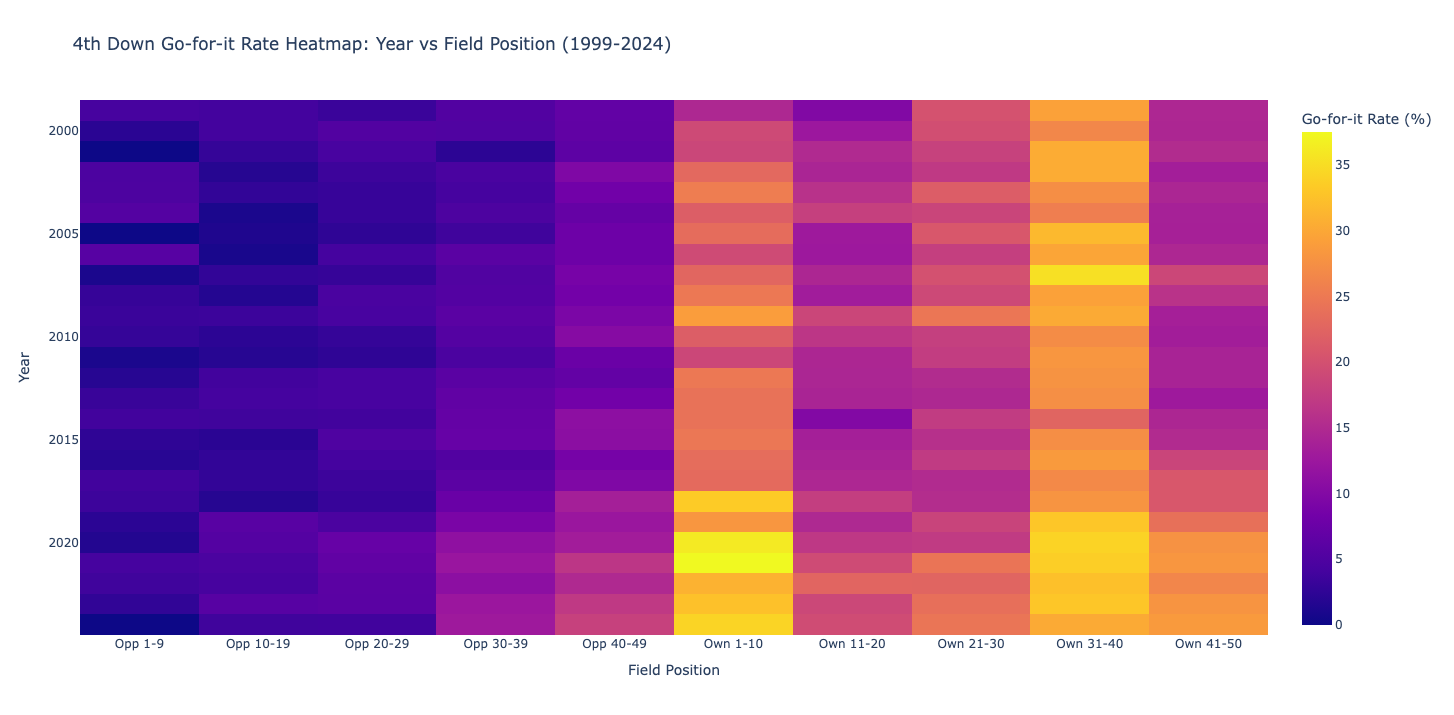 4th Down Go-for-it Rate Heatmap: Year vs Field Position (1999-2024)
Go-for-it Rate (%)
35
30
25
20
15
10
5
0
Year
2000
2005
2010
2015
2020
Opp 1-9
Opp 10-19
Opp 20-29
Opp 30-39
Opp 40-49
Own 1-10
Own 11-20
Own 21-30
Own 31-40
Own 41-50
Field Position